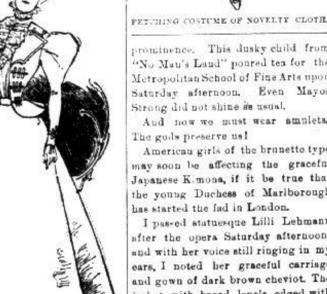 FETCHING COSTUME OF NOVELTY CLOTH.
prominence. This dusky child from
"No Man's Land" poured tea for the
Metropolitan School of Fine Arts upon
Saturday afternoon. Even Mayor
Strong did not shine as usual.
And now we must wear amulets.
The gods preserve us!
American girls of the brunette type
may soon be affecting the graceful
Japanese Kimona, if it be true that
the young Duchess of Marlborough
has started the fad in London.
I passed statuesque Lilli Lehmann
after the opera Saturday afternoon,
and with her voice still ringing in my
ears, I noted her graceful carriage
and gown of dark brown cheviot. The